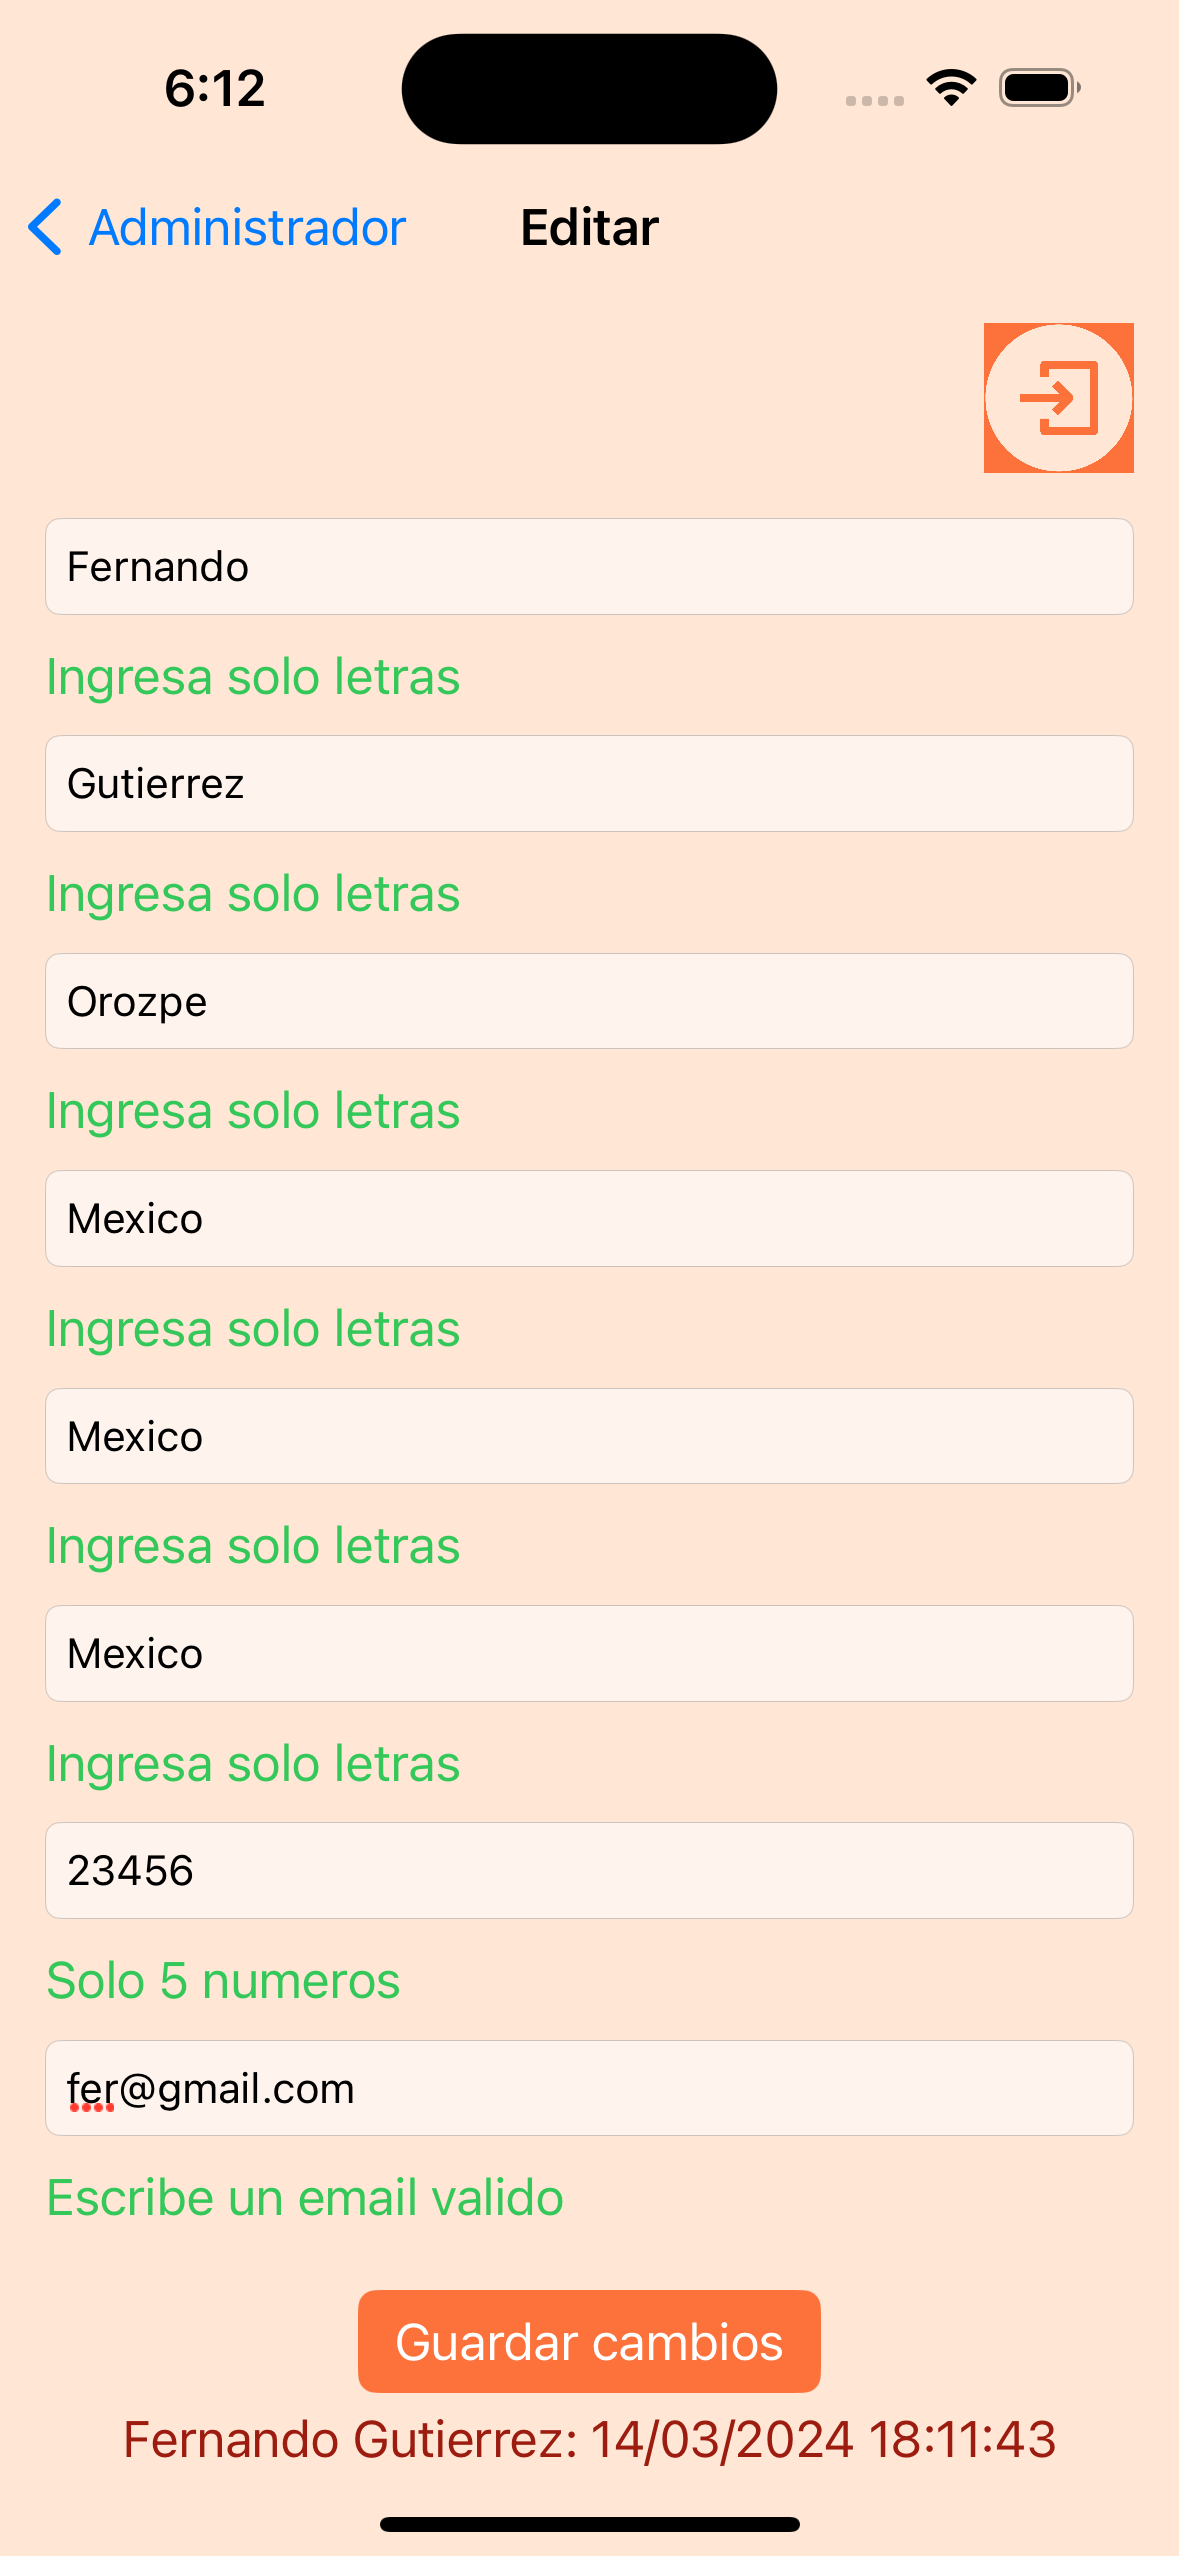 6:12
Administrador Editar
Fernando
Ingresa solo letras
Gutierrez
Ingresa solo letras
Orozpe
Ingresa solo letras
Mexico
Ingresa solo letras
Mexico
Ingresa solo letras
Mexico
Ingresa solo letras
23456
Solo 5 numeros
fer@gmail.com
Escribe un email valido
Guardar cambios
Fernando Gutierrez: 14/03/2024 18:11:43